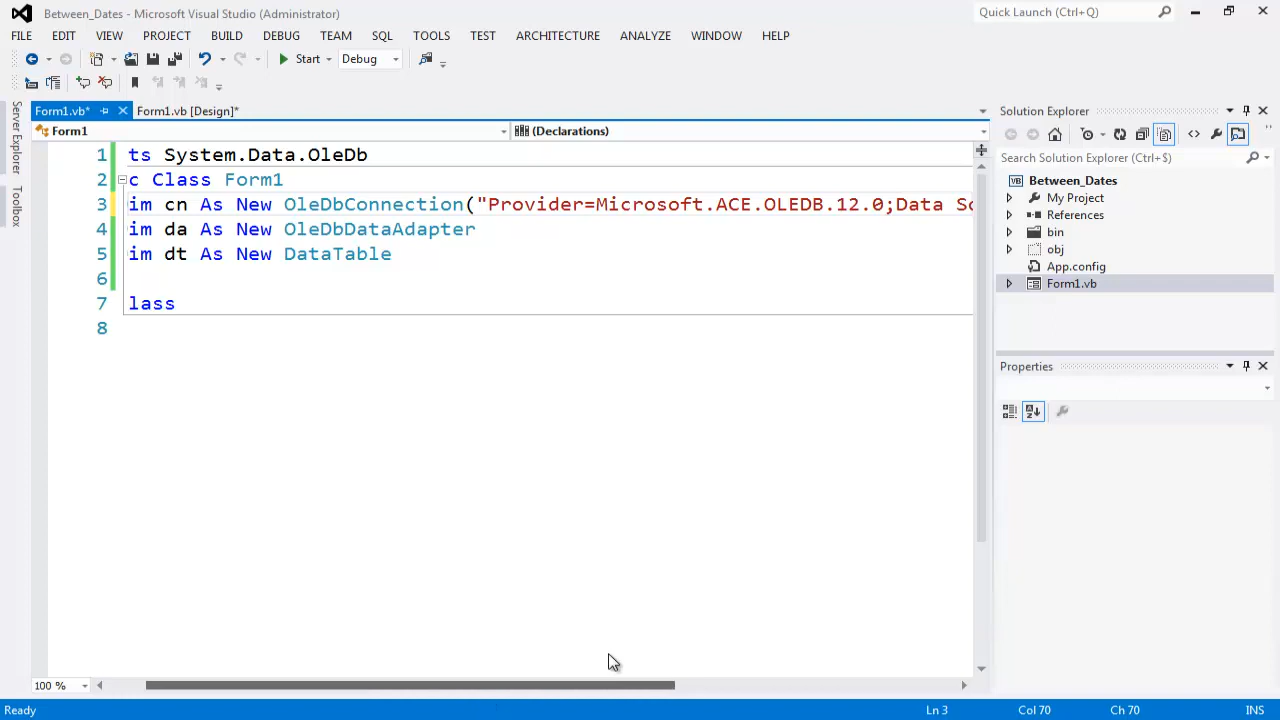 Between_Dates - Microsoft Visual Studio (Administrator)
Quick Launch (Ctrl+Q)
FILE EDIT VIEW PROJECT BUILD DEBUG TEAM SQL TOOLS TEST ARCHITECTURE ANALYZE WINDOW HELP
Start Debug
Server Explorer
Toolbox
Form1.vb* Form1.vb [Design]*
Form1 (Declarations)
1 ts System.Data.OleDb
2 c Class Form1
3 im cn As New OleDbConnection("Provider=Microsoft.ACE.OLEDB.12.0;Data Sc
4 im da As New OleDbDataAdapter
5 im dt As New DataTable
6
7 lass
8
100 %
Solution Explorer
Search Solution Explorer (Ctrl+$)
VB Between_Dates
My Project
References
bin
obj
App.config
Form1.vb
Properties
Ready Ln 3 Col 70 Ch 70 INS